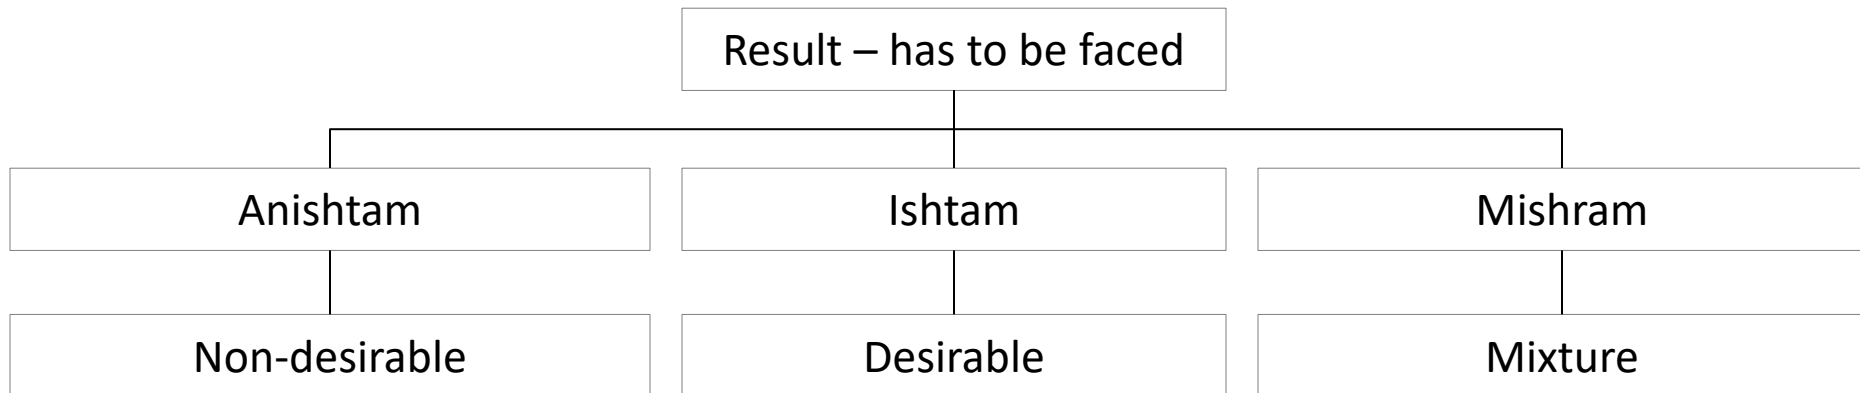 Result – has to be faced
Anishtam
Ishtam
Mishram
Non-desirable
Desirable
Mixture